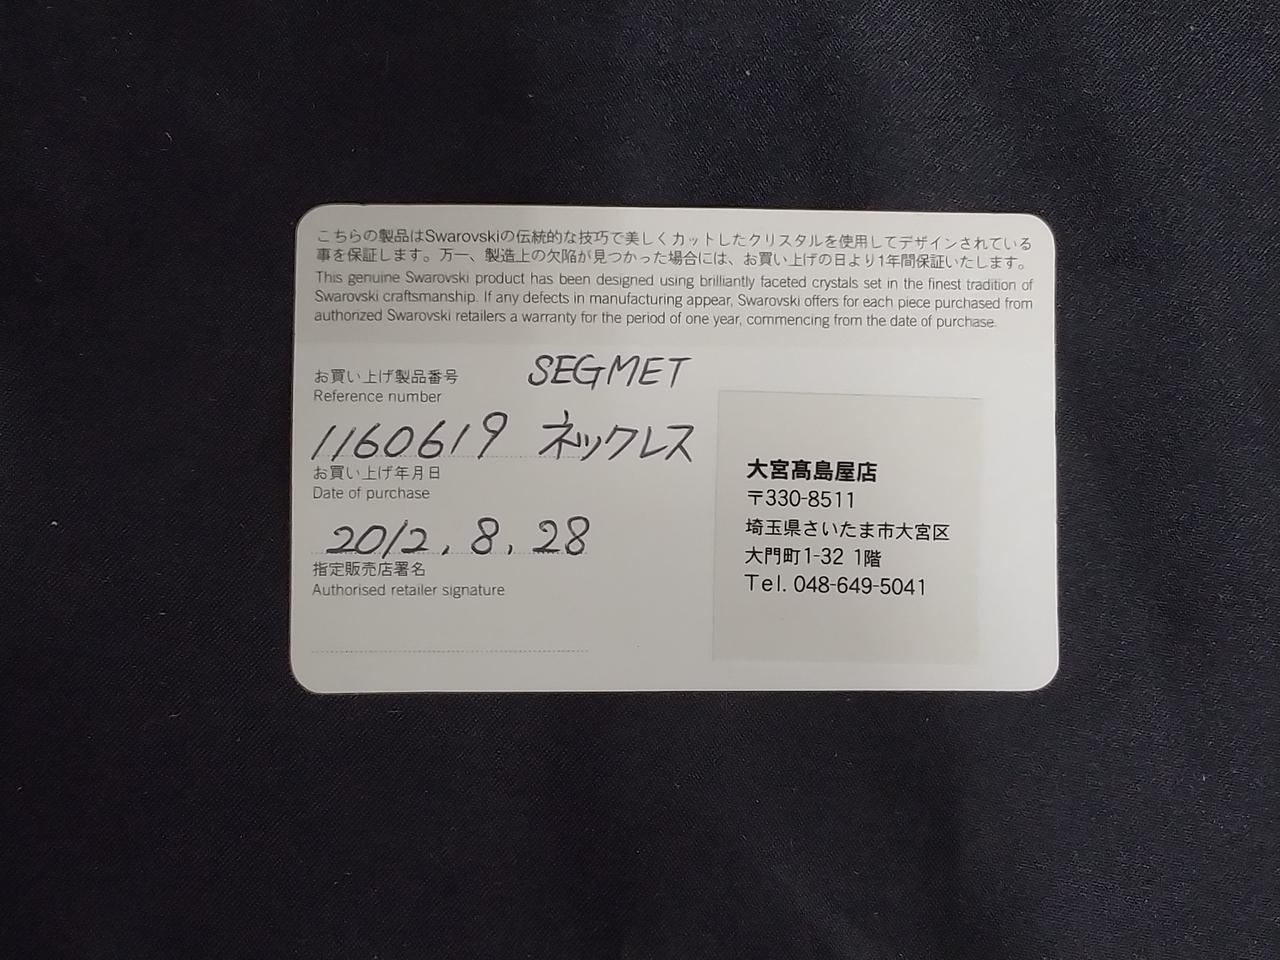 こちらの製品はSwarovskiの伝統的な技巧で美しくカットしたクリスタルを使用してデザインされている
事を保証します。万一、製造上の欠陥が見つかった場合には、お買い上げの日より1年間保証いたします。
This genuine Swarovski product has been designed using brilliantly faceted crystals set in the finest tradition of
Swarovski craftsmanship. If any defects in manufacturing appear, Swarovski offers for each piece purchased from
authorized Swarovski retailers a warranty for the period of one year, commencing from the date of purchase.
SEGMET
お買い上げ製品番号
Reference number
1160619 ネックレス
お買い上げ年月日
Date of purchase
2012.8.28
指定販売店署名
Authorised retailer signature
大宮髙島屋店
〒330-8511
埼玉県さいたま市大宮区
大門町1-32 1階
Tel. 048-649-5041